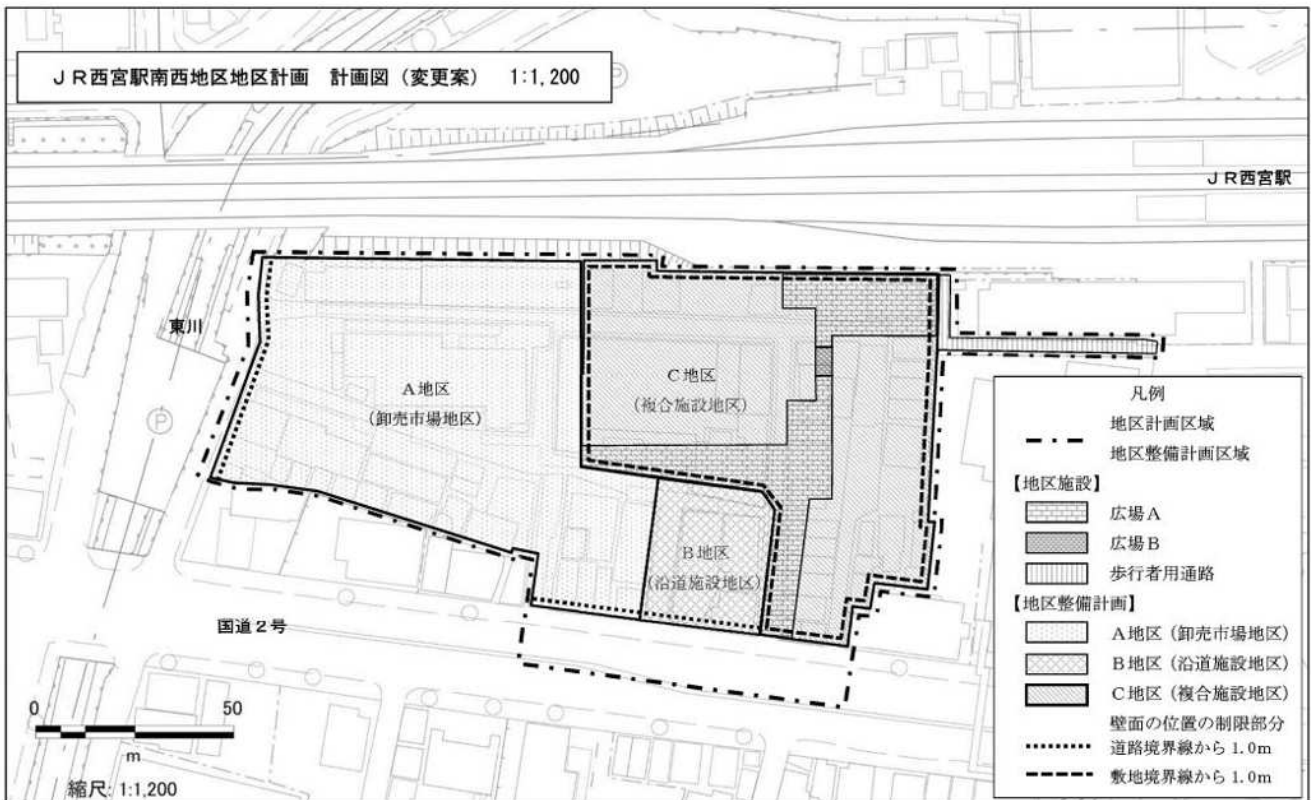 JR西宮駅南西地区地区計画 計画図（変更案） 1:1,200
P
JR西宮駅
東川
P
A地区
（卸売市場地区）
C地区
（複合施設地区）
B地区
（沿道施設地区）
国道２号
0 50
m
縮尺: 1:1,200
凡例
地区計画区域
地区整備計画区域
【地区施設】
広場A
広場B
歩行者用通路
【地区整備計画】
A地区（卸売市場地区）
B地区（沿道施設地区）
C地区（複合施設地区）
壁面の位置の制限部分
道路境界線から 1.0m
敷地境界線から 1.0m